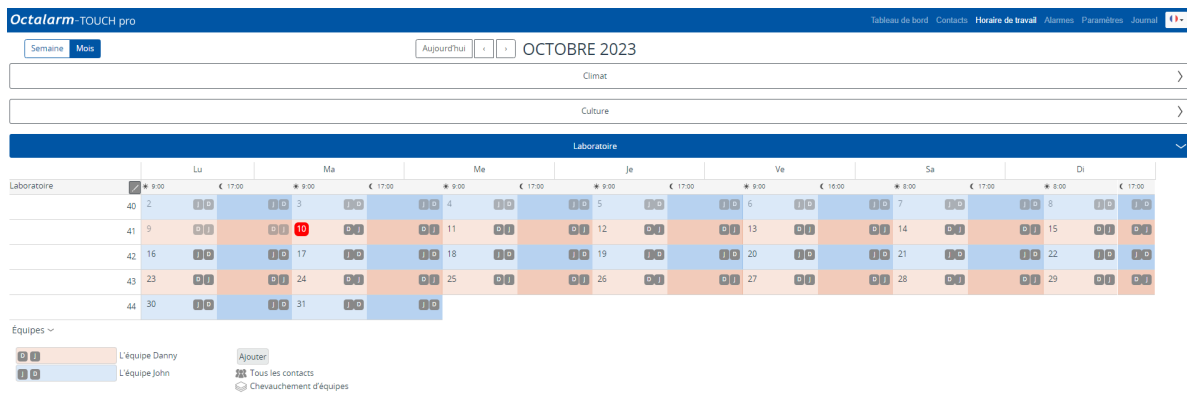 Octalarm-TOUCH pro Tableau de bord Contacts Horaire de travail Alarmes Paramètres Journal
Semaine Mois Aujourd'hui ‹ › OCTOBRE 2023
Climat
Culture
Laboratoire
Lu Ma Me Je Ve Sa Di
Laboratoire 9:00 17:00 9:00 17:00 9:00 17:00 9:00 17:00 9:00 16:00 8:00 17:00 8:00 17:00
40 2 J D J D 3 J D J D 4 J D J D 5 J D J D 6 J D J D 7 J D J D 8 J D J D
41 9 D J D J 10 D J D J 11 D J D J 12 D J D J 13 D J D J 14 D J D J 15 D J D J
42 16 J D J D 17 J D J D 18 J D J D 19 J D J D 20 J D J D 21 J D J D 22 J D J D
43 23 D J D J 24 D J D J 25 D J D J 26 D J D J 27 D J D J 28 D J D J 29 D J D J
44 30 J D J D 31 J D J D
Équipes
D J L'équipe Danny Ajouter
J D L'équipe John Tous les contacts
Chevauchement d'équipes